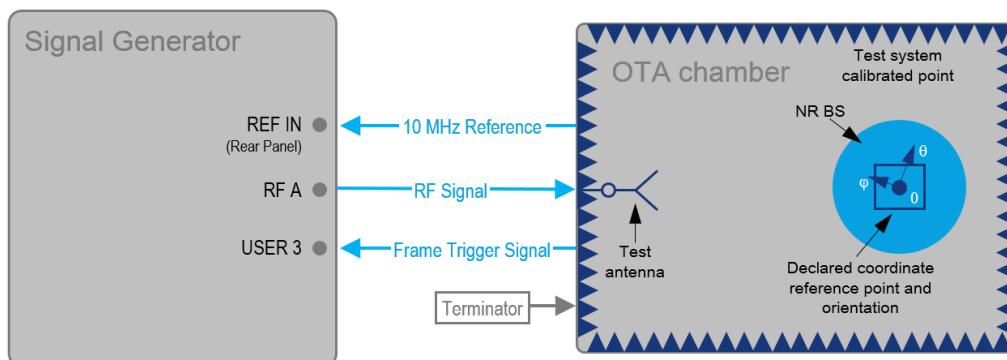 Signal Generator
REF IN
(Rear Panel)
RF A
USER 3
10 MHz Reference
RF Signal
Frame Trigger Signal
Terminator
OTA chamber
Test system
calibrated point
NR BS
θ
φ
0
Test
antenna
Declared coordinate
reference point and
orientation